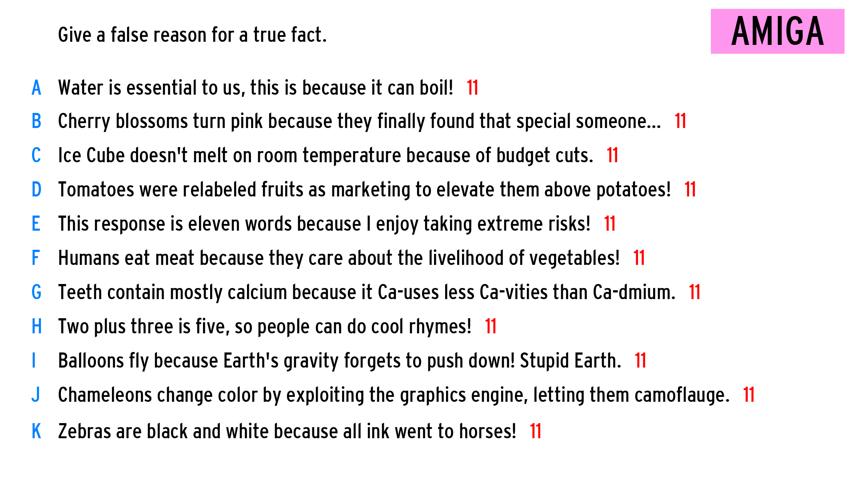 Give a false reason for a true fact.
AMIGA
A Water is essential to us, this is because it can boil! 11
B Cherry blossoms turn pink because they finally found that special someone... 11
C Ice Cube doesn't melt on room temperature because of budget cuts. 11
D Tomatoes were relabeled fruits as marketing to elevate them above potatoes! 11
E This response is eleven words because I enjoy taking extreme risks! 11
F Humans eat meat because they care about the livelihood of vegetables! 11
G Teeth contain mostly calcium because it Ca-uses less Ca-vities than Ca-dmium. 11
H Two plus three is five, so people can do cool rhymes! 11
I Balloons fly because Earth's gravity forgets to push down! Stupid Earth. 11
J Chameleons change color by exploiting the graphics engine, letting them camoflauge. 11
K Zebras are black and white because all ink went to horses! 11